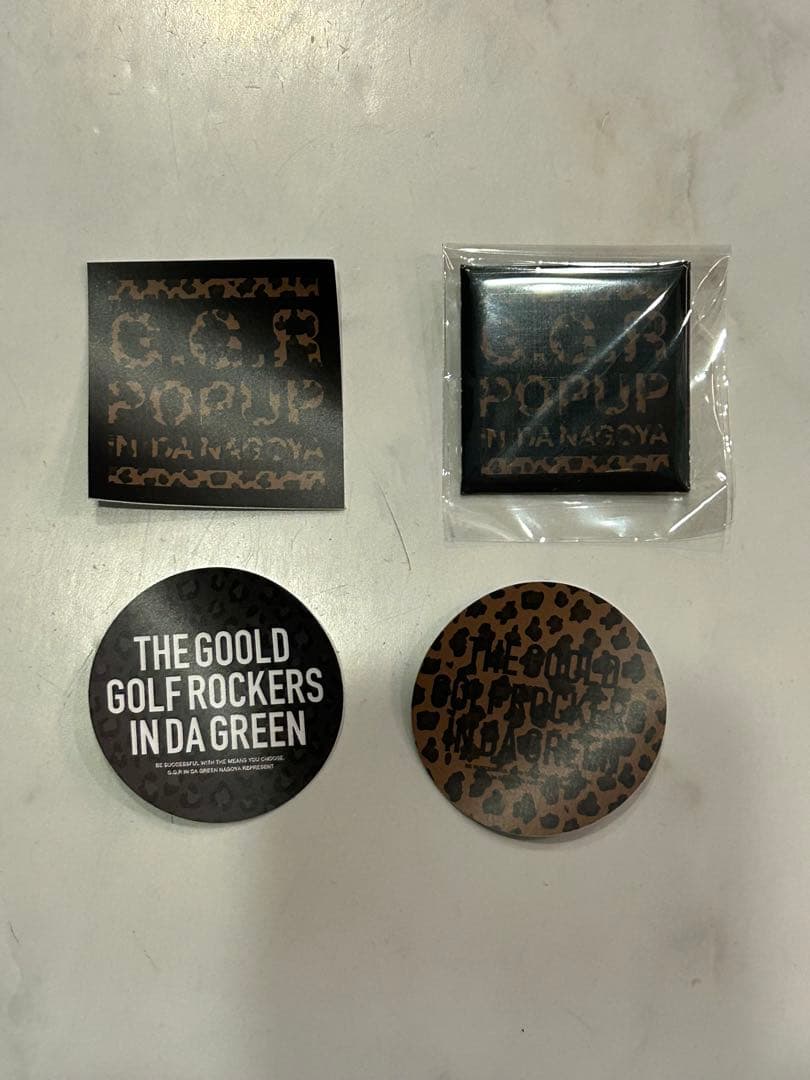 G.G.R
POPUP
IN DA NAGOYA
G.G.R
POPUP
IN DA NAGOYA
THE GOOLD
GOLF ROCKERS
IN DA GREEN
BE SUCCESSFUL WITH THE MEANS YOU CHOOSE.
G.G.R IN DA GREEN NAGOYA REPRESENT
THE GOOLD
GOLF ROCKERS
IN DA GREEN